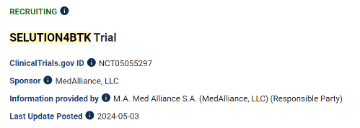 RECRUITING
SELUTION4BTK Trial
ClinicalTrials.gov ID NCT05055297
Sponsor MedAlliance, LLC
Information provided by M.A. Med Alliance S.A. (MedAlliance, LLC) (Responsible Party)
Last Update Posted 2024-05-03